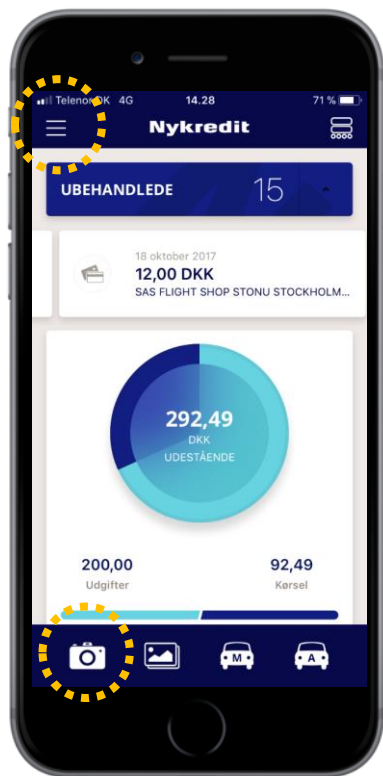 Telenor DK 4G 14.28 71 %
Nykredit
UBEHANDLEDE 15
18 oktober 2017
12,00 DKK
SAS FLIGHT SHOP STONU STOCKHOLM...
292,49
DKK
UDESTÅENDE
200,00 92,49
Udgifter Kørsel
M A